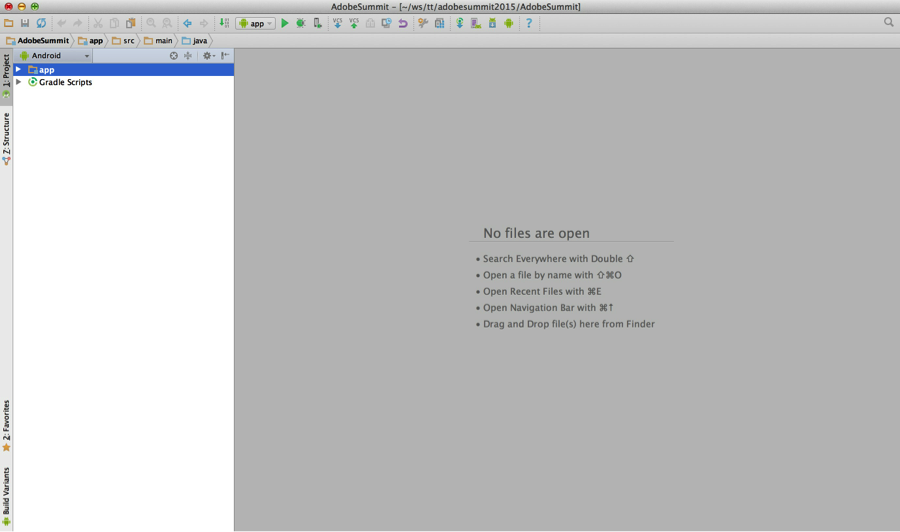 AdobeSummit - [~/ws/tt/adobesummit2015/AdobeSummit]
app
VCS VCS
?
AdobeSummit app src main java
1: Project
Android
app
Gradle Scripts
Z: Structure
No files are open
• Search Everywhere with Double ⇧
• Open a file by name with ⇧⌘O
• Open Recent Files with ⌘E
• Open Navigation Bar with ⌘↑
• Drag and Drop file(s) here from Finder
2: Favorites
Build Variants